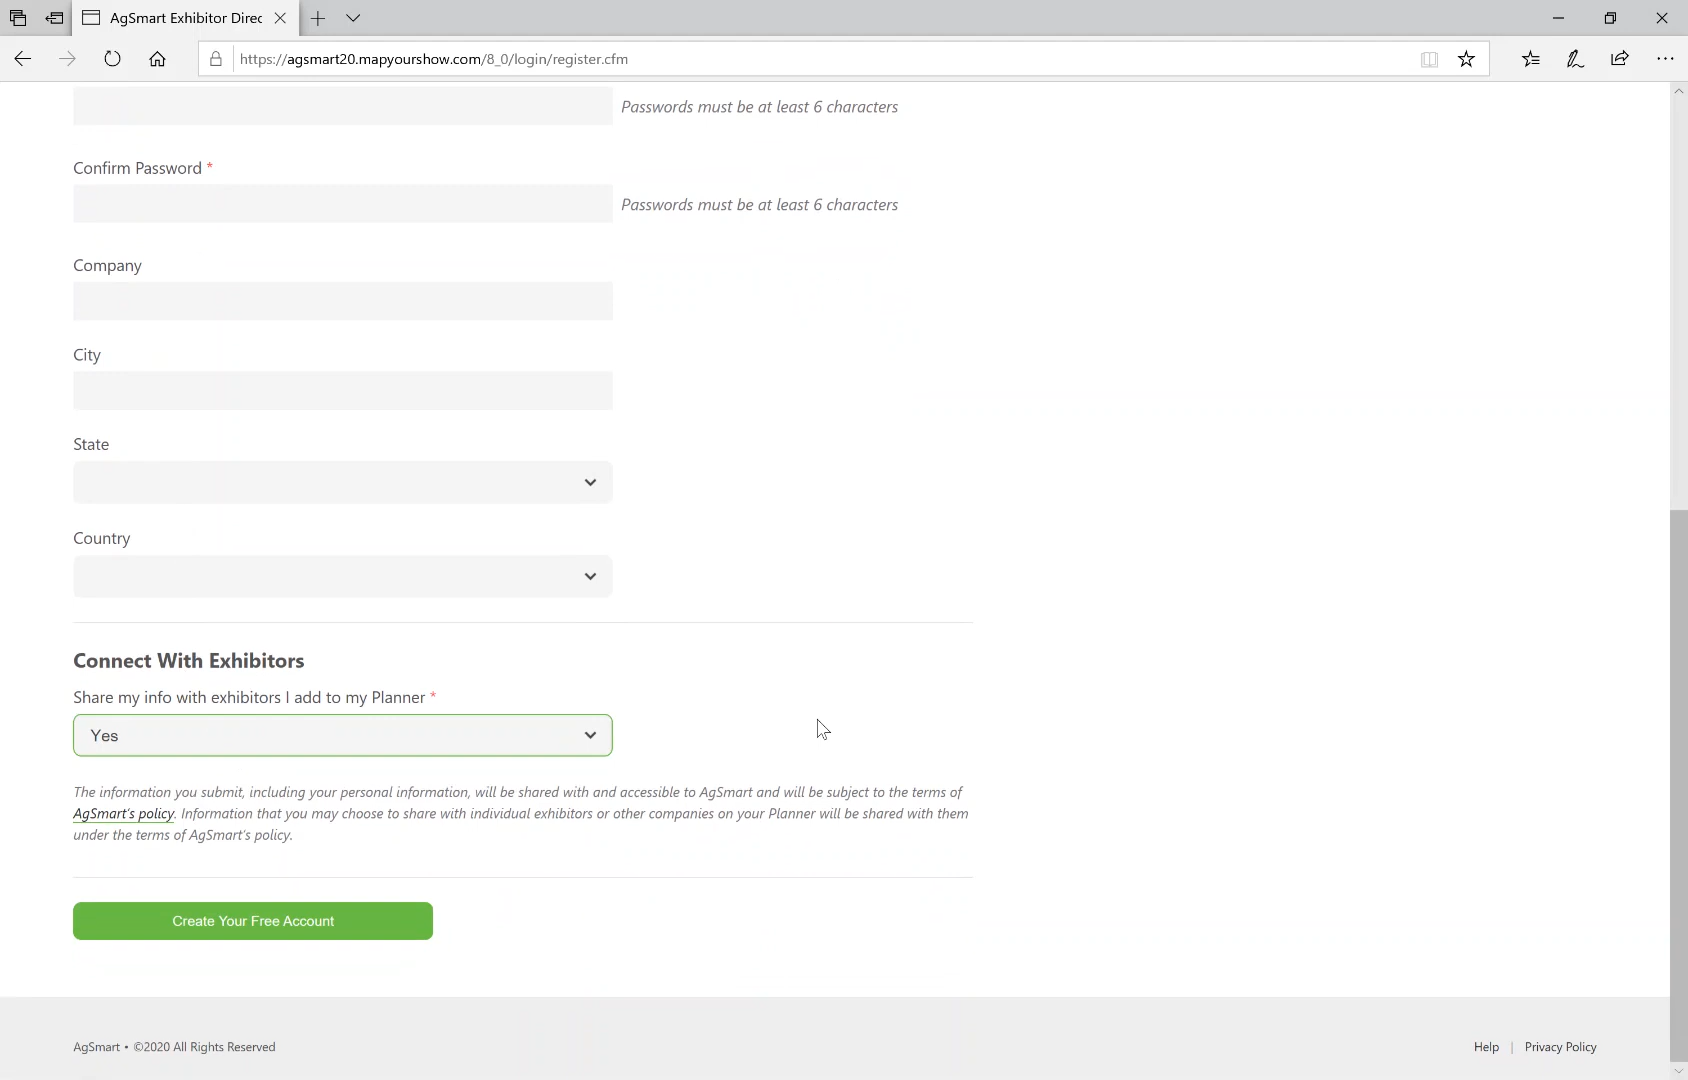 AgSmart Exhibitor Direc
https://agsmart20.mapyourshow.com/8_0/login/register.cfm
Passwords must be at least 6 characters
Confirm Password *
Passwords must be at least 6 characters
Company
City
State
Country
Connect With Exhibitors
Share my info with exhibitors I add to my Planner *
Yes
The information you submit, including your personal information, will be shared with and accessible to AgSmart and will be subject to the terms of
AgSmart's policy. Information that you may choose to share with individual exhibitors or other companies on your Planner will be shared with them
under the terms of AgSmart's policy.
Create Your Free Account
AgSmart • ©2020 All Rights Reserved
Help | Privacy Policy